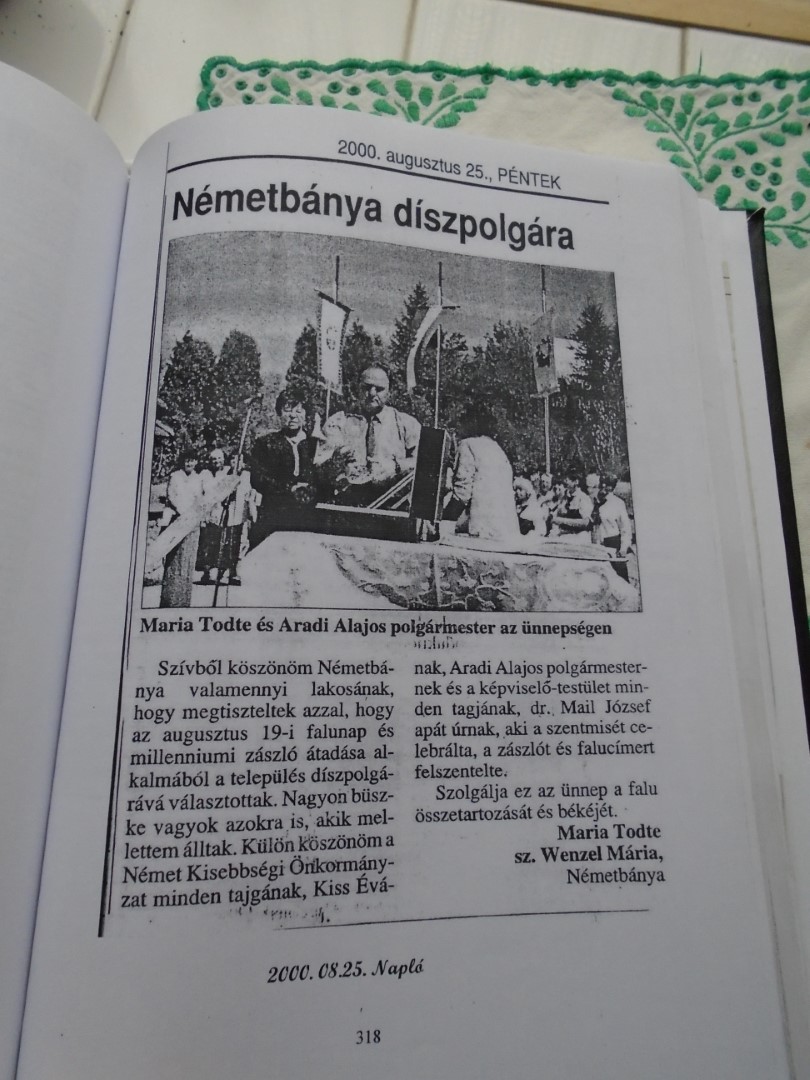 2000. augusztus 25., PÉNTEK
Németbánya díszpolgára
Maria Todte és Aradi Alajos polgármester az ünnepségen
Szívből köszönöm Németbá-
nya valamennyi lakosának,
hogy megtiszteltek azzal, hogy
az augusztus 19-i falunap és
millenniumi zászló átadása al-
kalmából a település díszpolgá-
rává választottak. Nagyon büsz-
ke vagyok azokra is, akik mel-
lettem álltak. Külön köszönöm a
Német Kisebbségi Önkormány-
zat minden tajgának, Kiss Évá-
nak, Aradi Alajos polgármester-
nek és a képviselő-testület min-
den tagjának, dr. Mail József
apát úrnak, aki a szentmisét ce-
lebrálta, a zászlót és falucímert
felszentelte.
Szolgálja ez az ünnep a falu
összetartozását és békéjét.
Maria Todte
sz. Wenzel Mária,
Németbánya
2000. 08.25. Napló
318